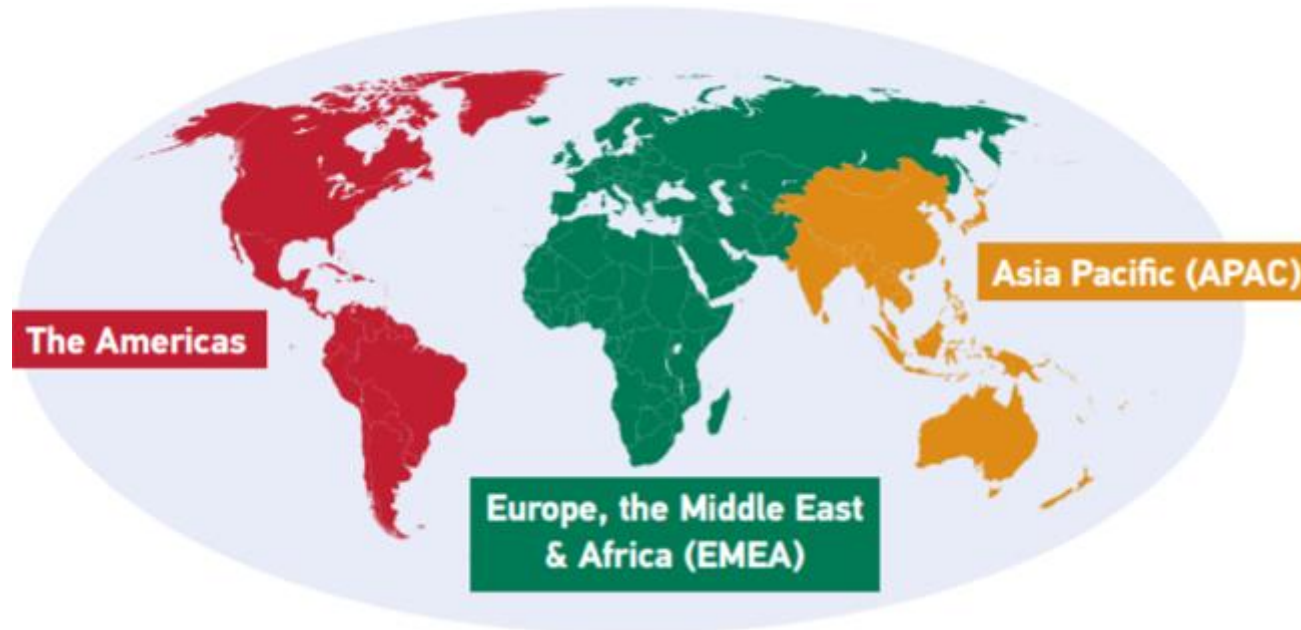 The Americas
Asia Pacific (APAC)
Europe, the Middle East
& Africa (EMEA)